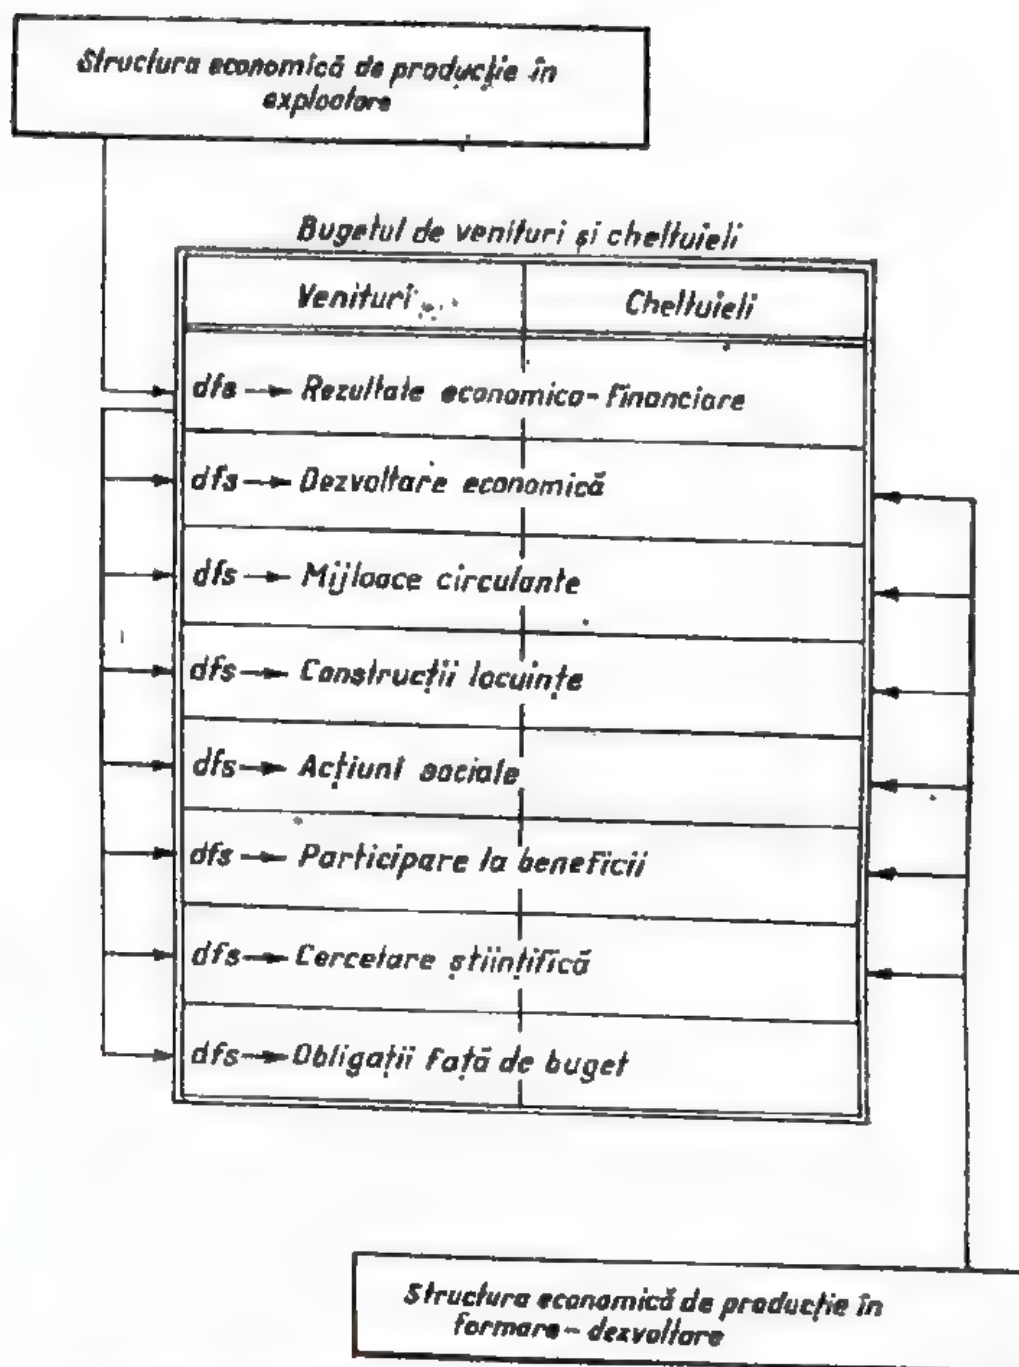 Structura economică de producție în
exploatare
Bugetul de venituri și cheltuieli
Venituri
Cheltuieli
dfs → Rezultate economico-financiare
dfs → Dezvoltare economică
dfs → Mijloace circulante
dfs → Construcții locuințe
dfs → Acțiuni sociale
dfs → Participare la beneficii
dfs → Cercetare științifică
dfs → Obligații față de buget
Structura economică de producție în
formare-dezvoltare